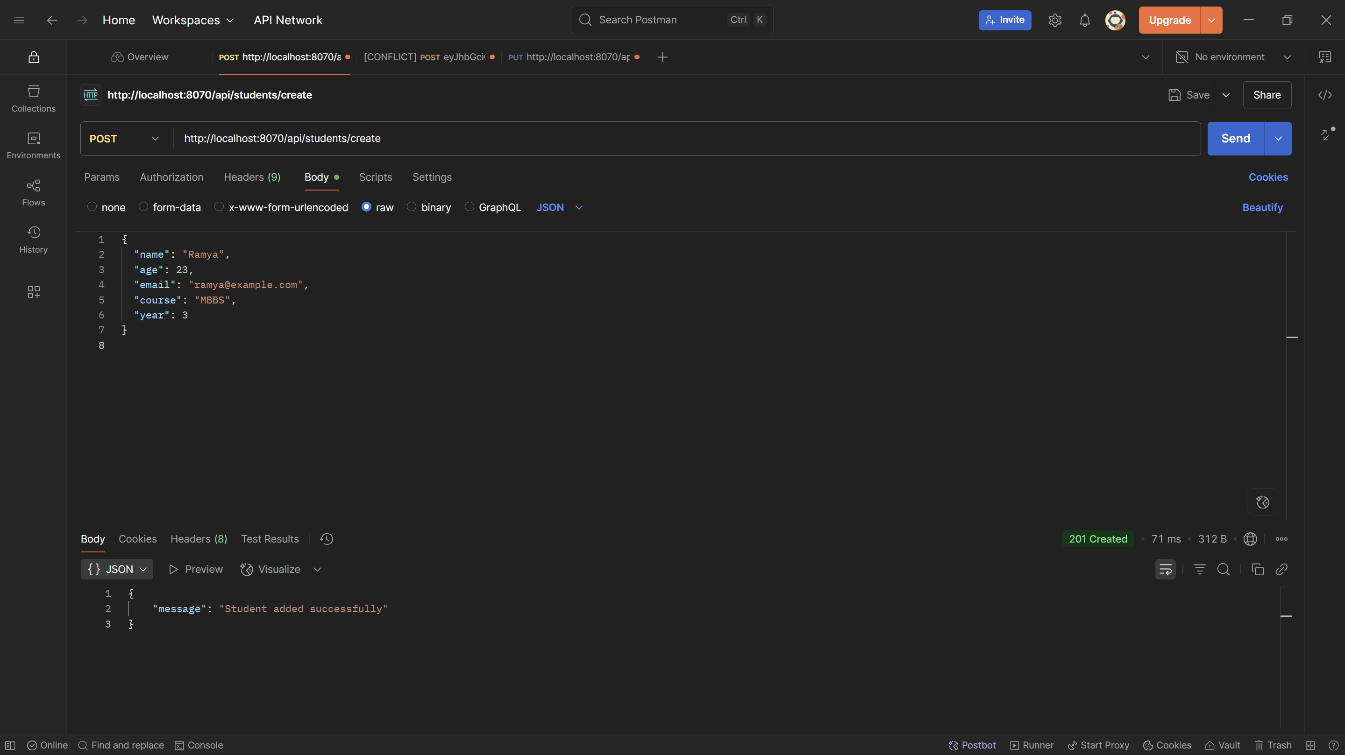 Home Workspaces API Network Search Postman Ctrl K Invite Upgrade
Overview POST http://localhost:8070/a [CONFLICT] POST eyJhbGci PUT http://localhost:8070/ap No environment
HTTP http://localhost:8070/api/students/create Save Share
Collections
POST http://localhost:8070/api/students/create Send
Environments
Params Authorization Headers (9) Body Scripts Settings Cookies
Flows
none form-data x-www-form-urlencoded raw binary GraphQL JSON Beautify
History
1 {
2 "name": "Ramya",
3 "age": 23,
4 "email": "ramya@example.com",
5 "course": "MBBS",
6 "year": 3
7 }
8
Body Cookies Headers (8) Test Results 201 Created • 71 ms • 312 B •
{} JSON Preview Visualize
1 {
2 "message": "Student added successfully"
3 }
Online Find and replace Console Postbot Runner Start Proxy Cookies Vault Trash